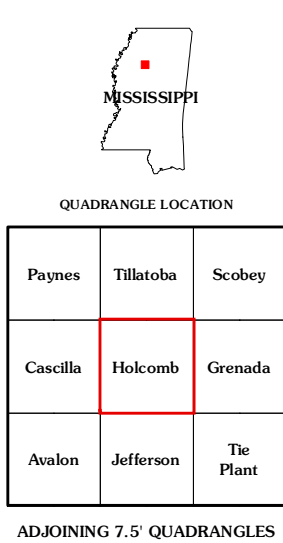 MISSISSIPPI
QUADRANGLE LOCATION
Paynes Tillatoba Scobey
Cascilla Holcomb Grenada
Avalon Jefferson Tie Plant
ADJOINING 7.5' QUADRANGLES